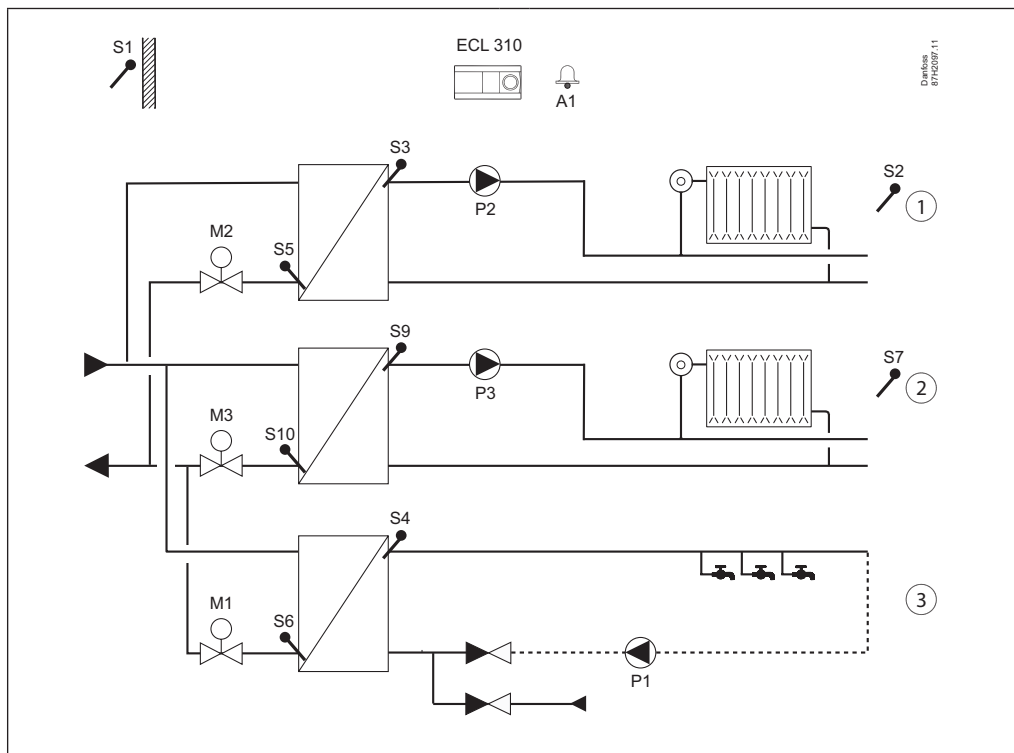 S1
ECL 310
A1
Danfoss
87H2097.11
S3
P2
S2
1
M2
S5
S9
P3
S7
2
M3
S10
S4
M1
S6
3
P1